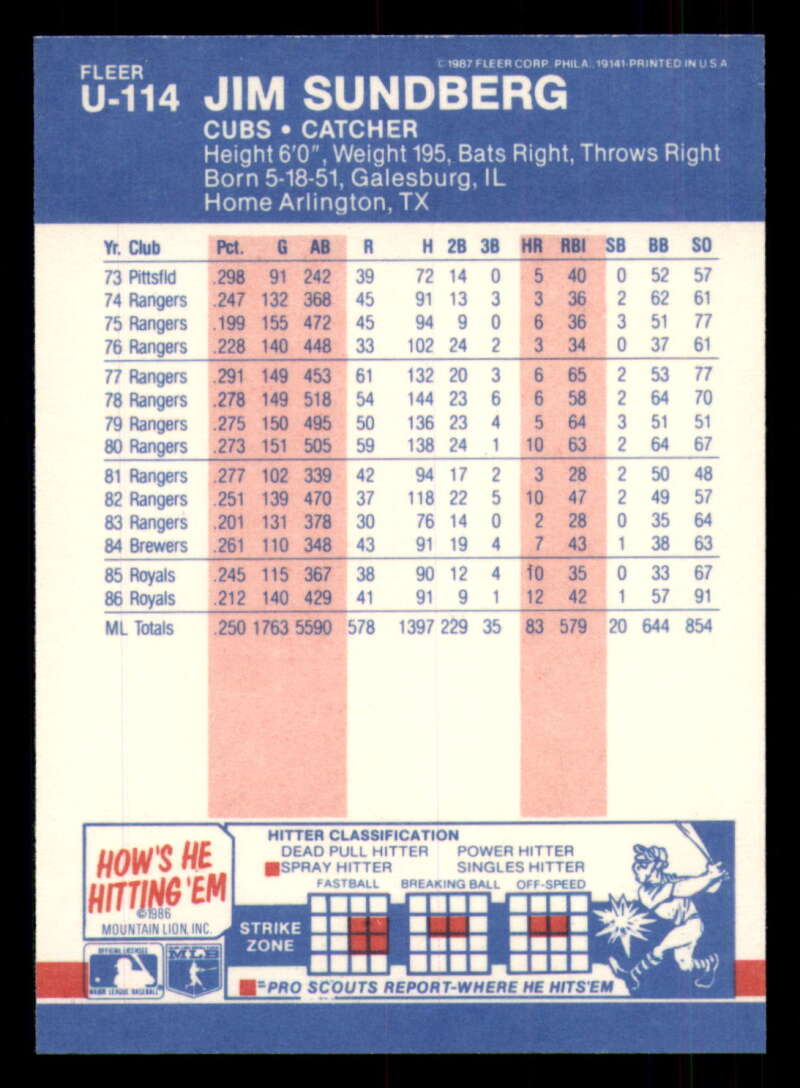 FLEER
© 1987 FLEER CORP. PHILA., 19141-PRINTED IN U S A
U-114 JIM SUNDBERG
CUBS • CATCHER
Height 6'0", Weight 195, Bats Right, Throws Right
Born 5-18-51, Galesburg, IL
Home Arlington, TX
Yr. Club Pct. G AB R H 2B 3B HR RBI SB BB SO
73 Pittsfld .298 91 242 39 72 14 0 5 40 0 52 57
74 Rangers .247 132 368 45 91 13 3 3 36 2 62 61
75 Rangers .199 155 472 45 94 9 0 6 36 3 51 77
76 Rangers .228 140 448 33 102 24 2 3 34 0 37 61
77 Rangers .291 149 453 61 132 20 3 6 65 2 53 77
78 Rangers .278 149 518 54 144 23 6 6 58 2 64 70
79 Rangers .275 150 495 50 136 23 4 5 64 3 51 51
80 Rangers .273 151 505 59 138 24 1 10 63 2 64 67
81 Rangers .277 102 339 42 94 17 2 3 28 2 50 48
82 Rangers .251 139 470 37 118 22 5 10 47 2 49 57
83 Rangers .201 131 378 30 76 14 0 2 28 0 35 64
84 Brewers .261 110 348 43 91 19 4 7 43 1 38 63
85 Royals .245 115 367 38 90 12 4 10 35 0 33 67
86 Royals .212 140 429 41 91 9 1 12 42 1 57 91
ML Totals .250 1763 5590 578 1397 229 35 83 579 20 644 854
HOW'S HE
HITTING 'EM
©1986
MOUNTAIN LION, INC.
HITTER CLASSIFICATION
DEAD PULL HITTER POWER HITTER
SPRAY HITTER SINGLES HITTER
FASTBALL BREAKING BALL OFF-SPEED
STRIKE
ZONE
=PRO SCOUTS REPORT-WHERE HE HITS 'EM
OFFICIAL LICENSEE
MAJOR LEAGUE BASEBALL
MLB